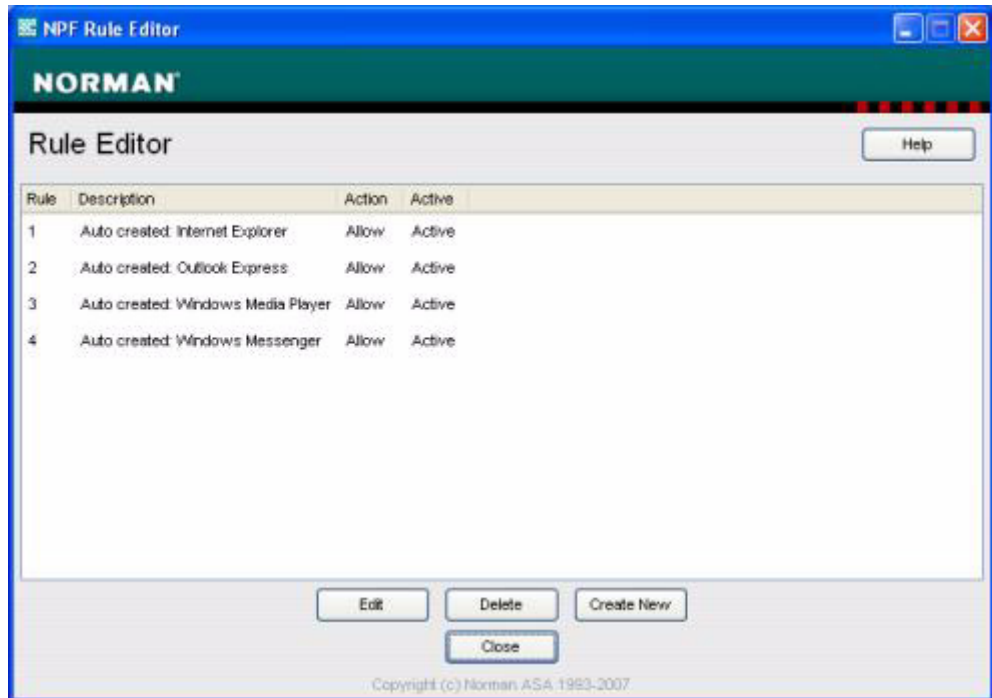 NPF Rule Editor
NORMAN
Rule Editor
Help
Rule Description Action Active
1 Auto created: Internet Explorer Allow Active
2 Auto created: Outlook Express Allow Active
3 Auto created: Windows Media Player Allow Active
4 Auto created: Windows Messenger Allow Active
Edit Delete Create New
Close
Copyright (c) Norman ASA 1993-2007